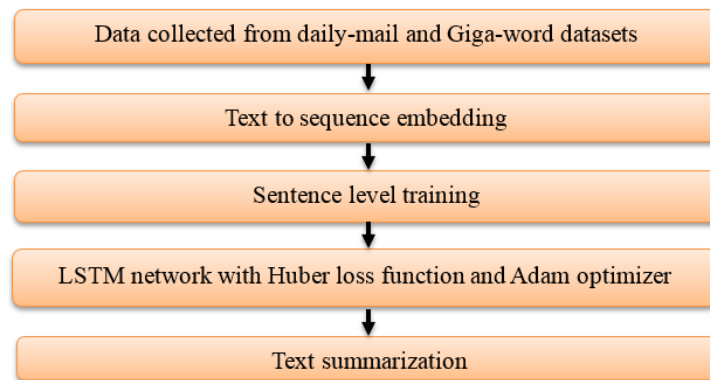 Data collected from daily-mail and Giga-word datasets
Text to sequence embedding
Sentence level training
LSTM network with Huber loss function and Adam optimizer
Text summarization